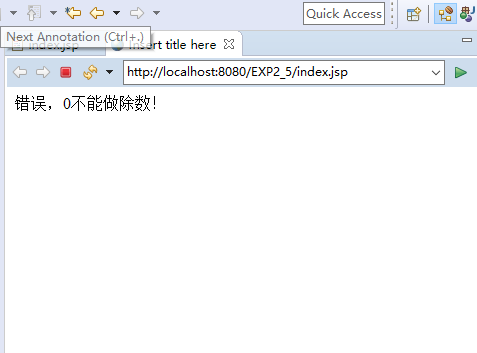 Quick Access
Next Annotation (Ctrl+.)
index.jsp
Insert title here
http://localhost:8080/EXP2_5/index.jsp
错误，0不能做除数！